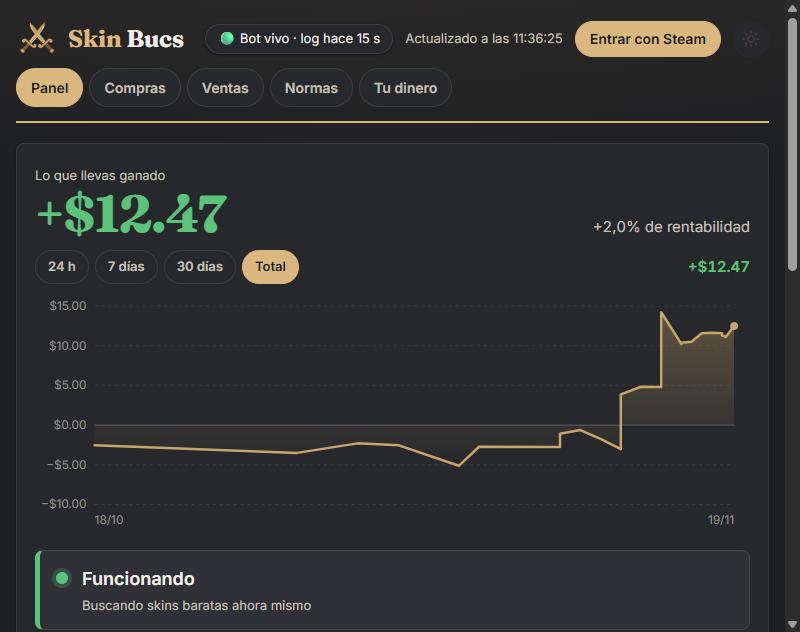 Skin Bucs
Bot vivo · log hace 15 s
Actualizado a las 11:36:25
Entrar con Steam
Panel
Compras
Ventas
Normas
Tu dinero
Lo que llevas ganado
+$12.47
+2,0% de rentabilidad
24 h
7 días
30 días
Total
+$12.47
$15.00
$10.00
$5.00
$0.00
−$5.00
−$10.00
18/10
19/11
Funcionando
Buscando skins baratas ahora mismo